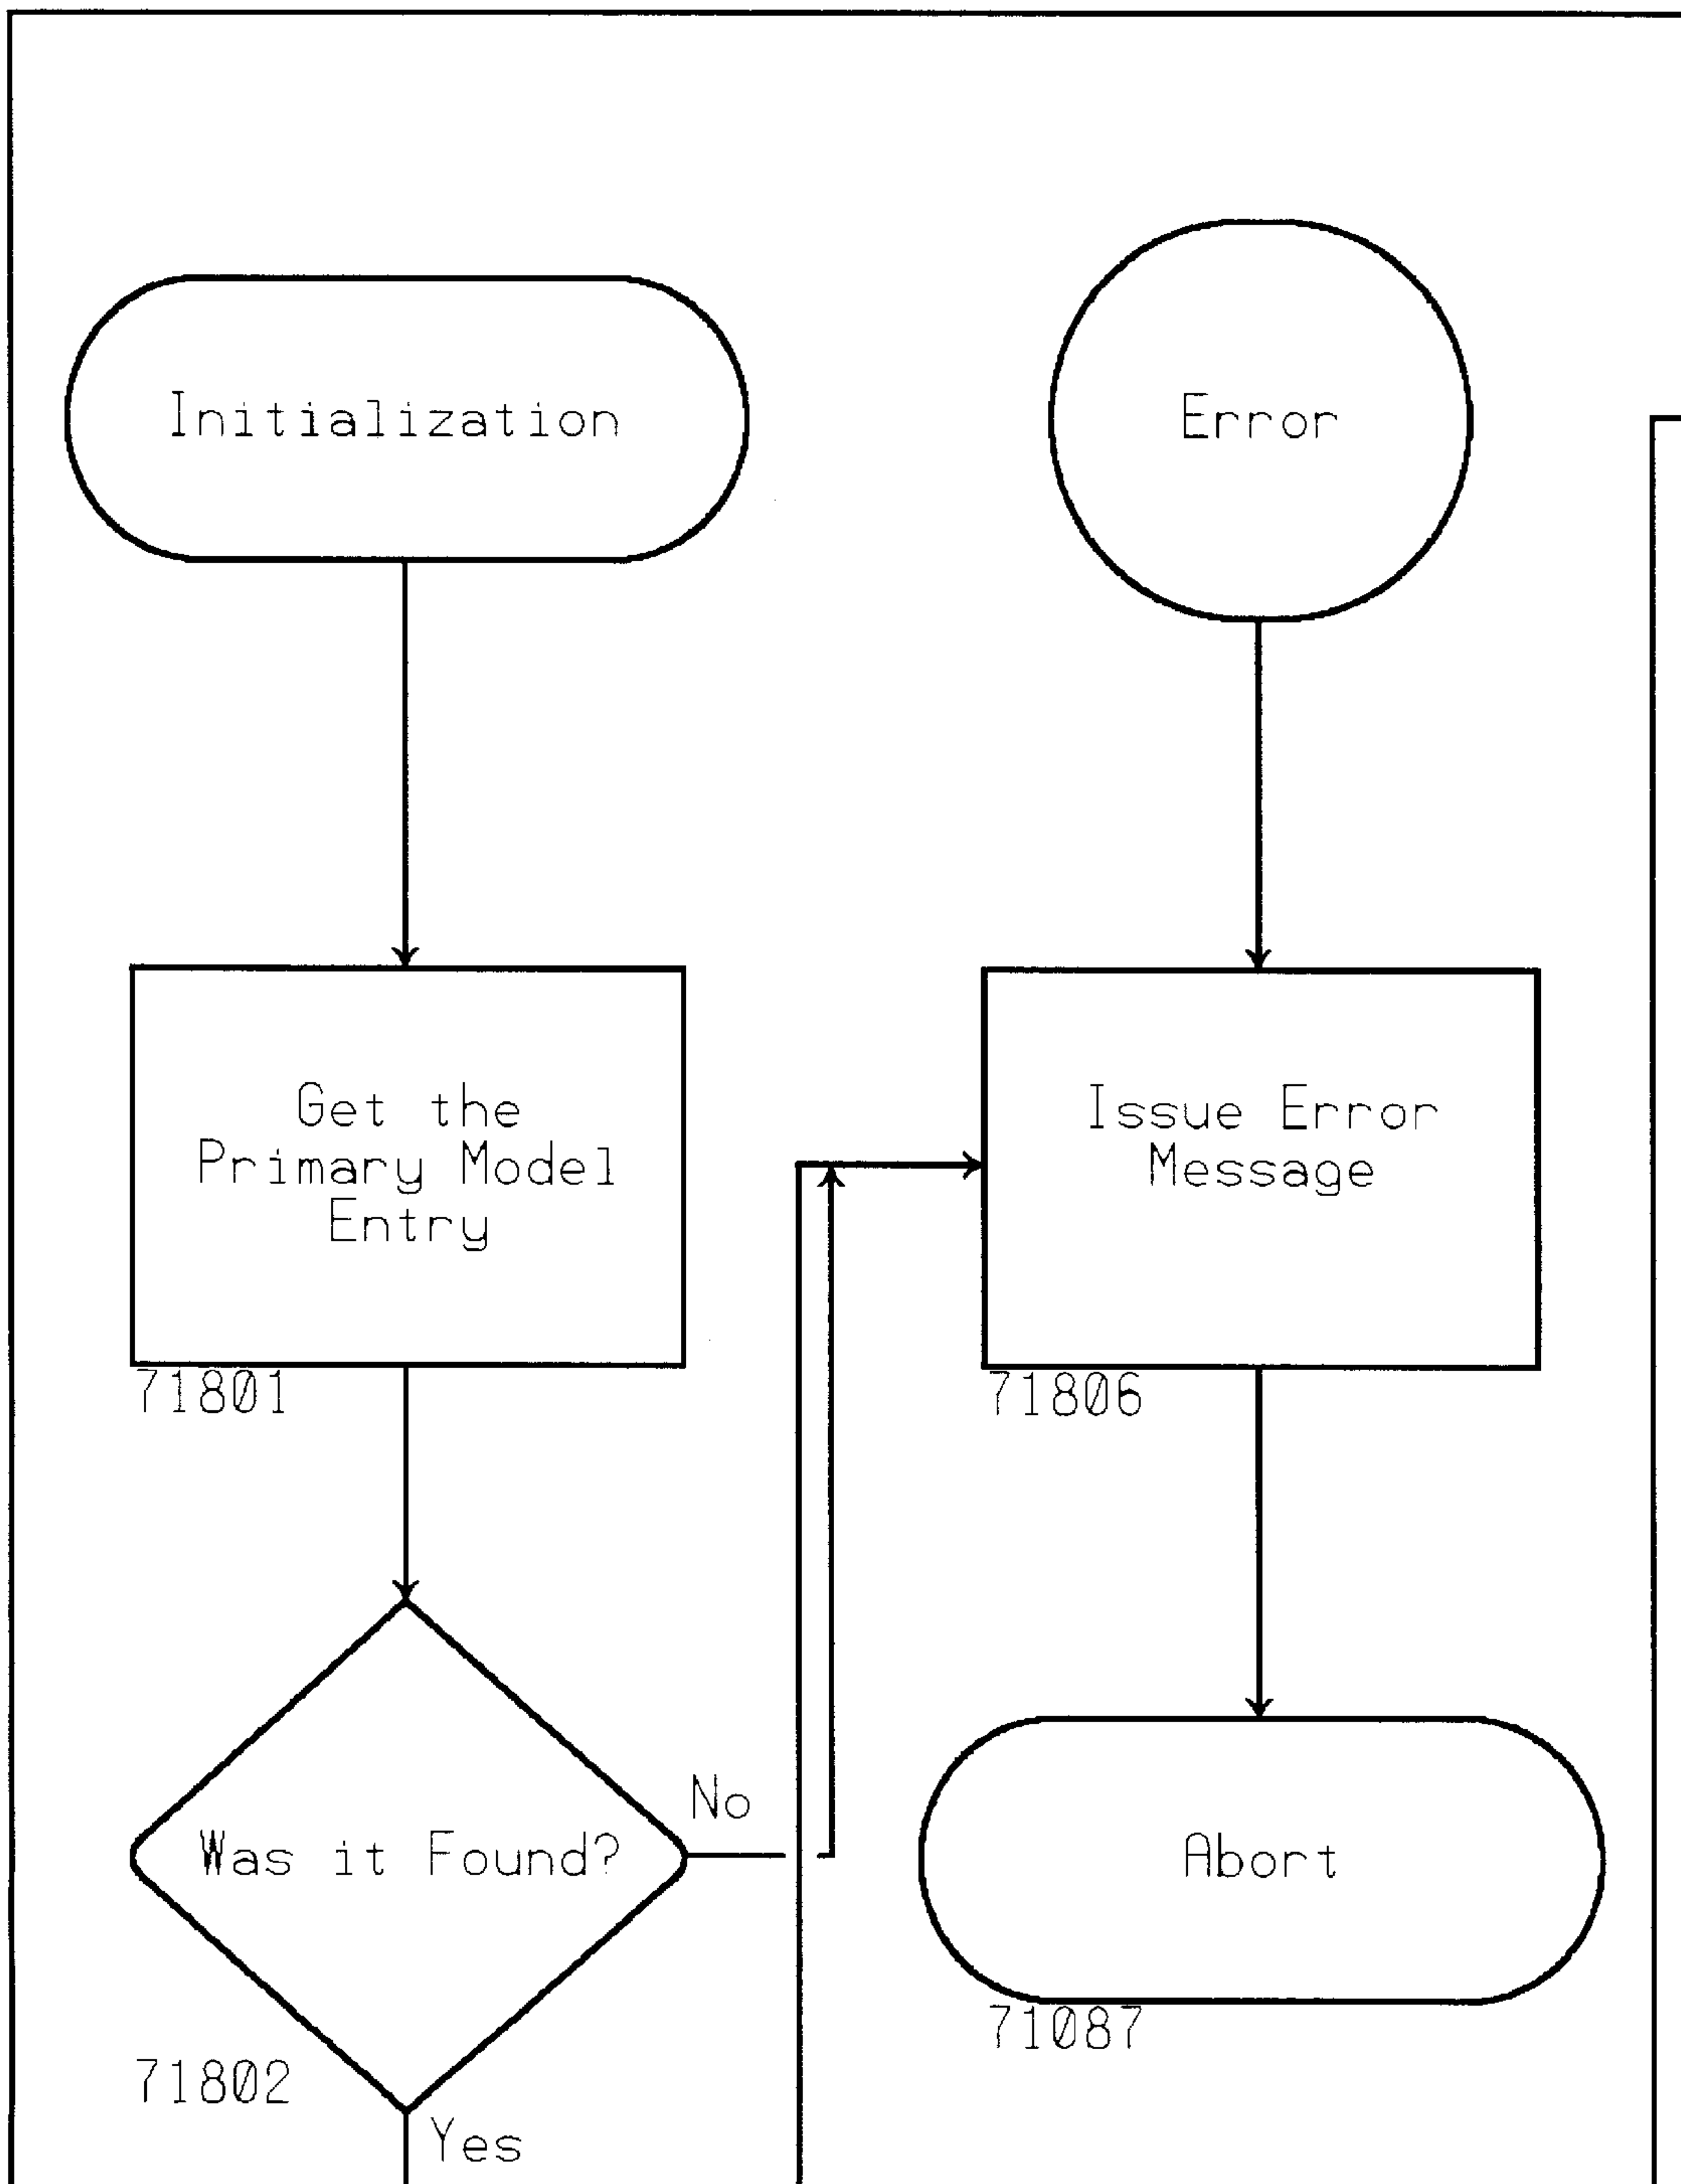 Initialization
Error
Get the
Primary Model
Entry
71801
Issue Error
Message
71806
Was it Found?
No
71802
Yes
Abort
71087